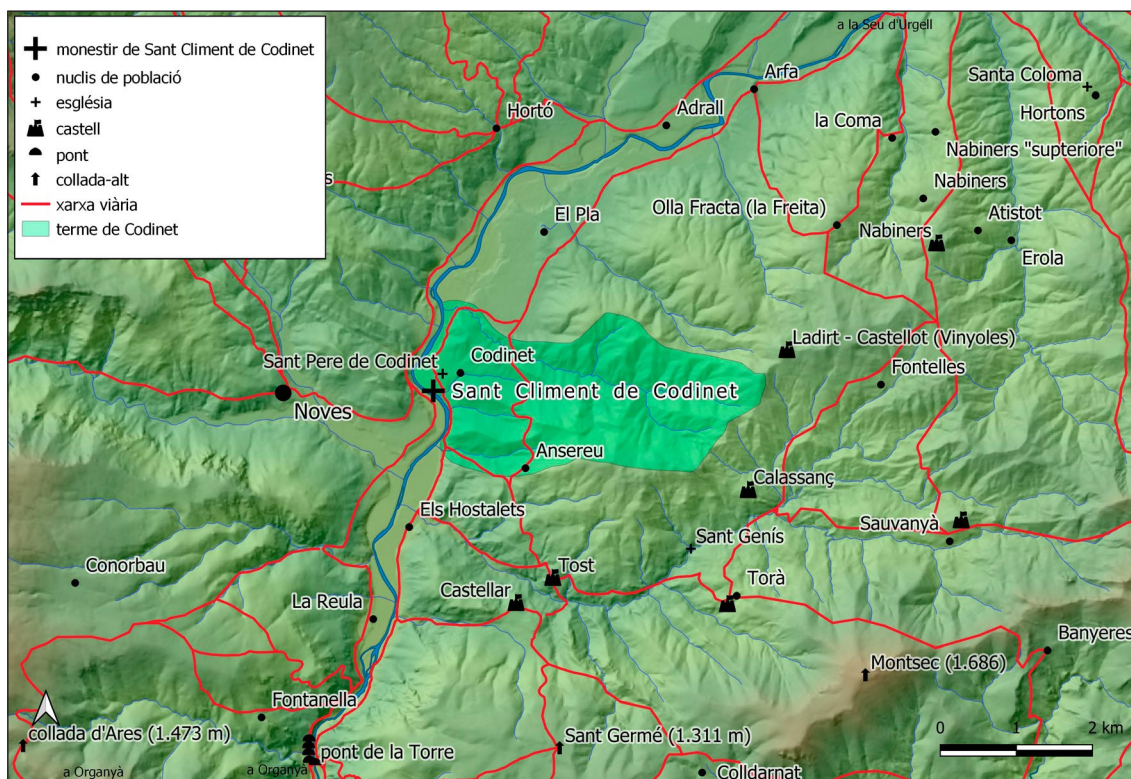 monestir de Sant Climent de Codinet
nuclis de població
església
castell
pont
collada-alt
xarxa viària
terme de Codinet
a la Seu d'Urgell
Arfa
Santa Coloma
Hortons
Hortó
Adrall
la Coma
Nabiners "supteriore"
s
Nabiners
El Pla
Olla Fracta (la Freita)
Nabiners
Atistot
Erola
Ladirt - Castellot (Vinyoles)
Sant Pere de Codinet
Codinet
Fontelles
Sant Climent de Codinet
Noves
Ansereu
Calassanç
Els Hostalets
Sauvanyà
Sant Genís
Conorbau
Tost
Castellar
Torà
La Reula
Banyeres
Montsec (1.686)
Fontanella
collada d'Ares (1.473 m)
pont de la Torre
Sant Germé (1.311 m)
0 1 2 km
a Organyà
a Organyà
Colldarnat